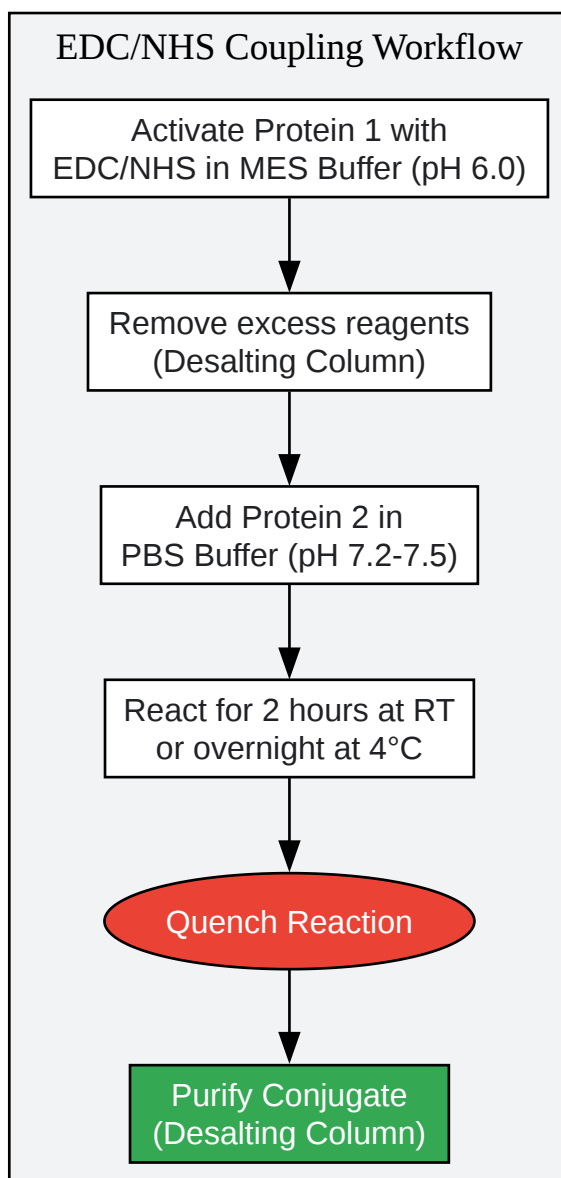 EDC/NHS Coupling Workflow
Activate Protein 1 with
EDC/NHS in MES Buffer (pH 6.0)
Remove excess reagents
(Desalting Column)
Add Protein 2 in
PBS Buffer (pH 7.2-7.5)
React for 2 hours at RT
or overnight at 4°C
Quench Reaction
Purify Conjugate
(Desalting Column)